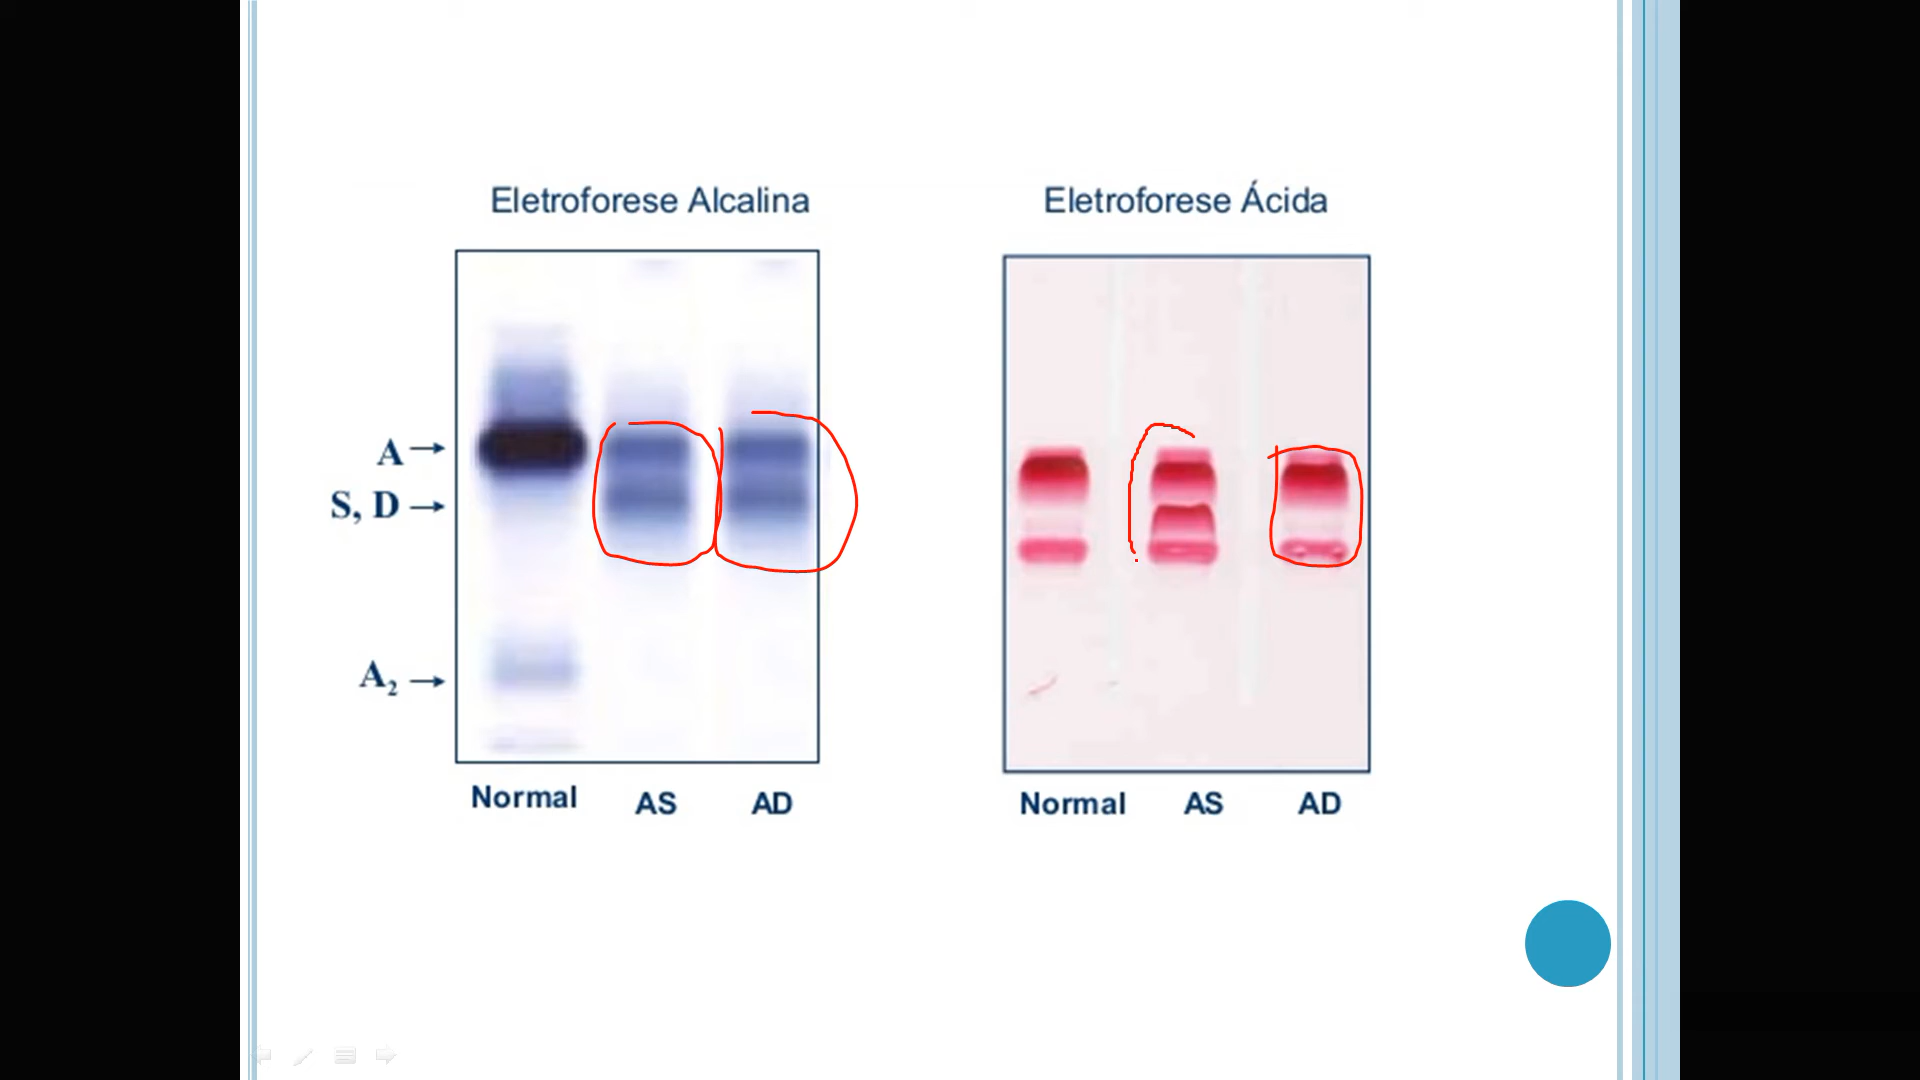 Eletroforese Alcalina
Eletroforese Ácida
A
S, D
A₂
Normal AS AD
Normal AS AD